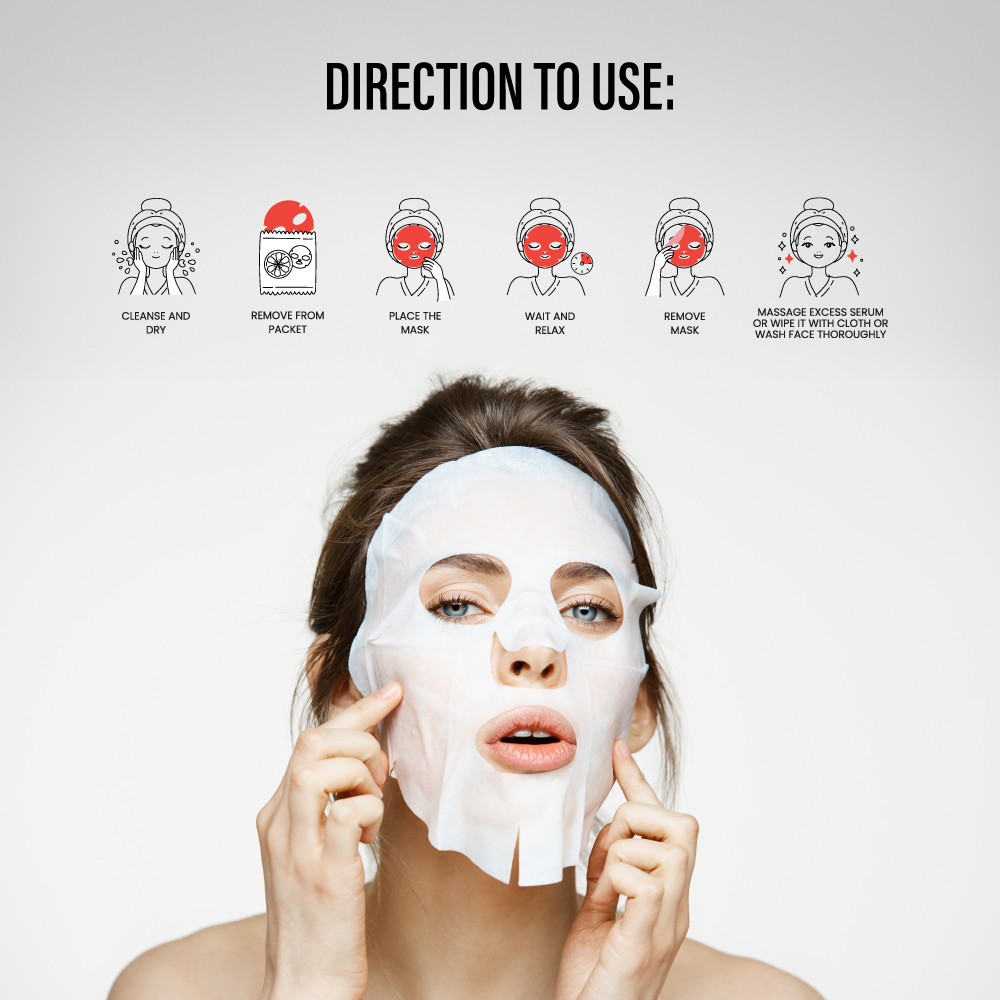 DIRECTION TO USE:
CLEANSE AND
DRY
REMOVE FROM
PACKET
PLACE THE
MASK
WAIT AND
RELAX
REMOVE
MASK
MASSAGE EXCESS SERUM
OR WIPE IT WITH CLOTH OR
WASH FACE THOROUGHLY